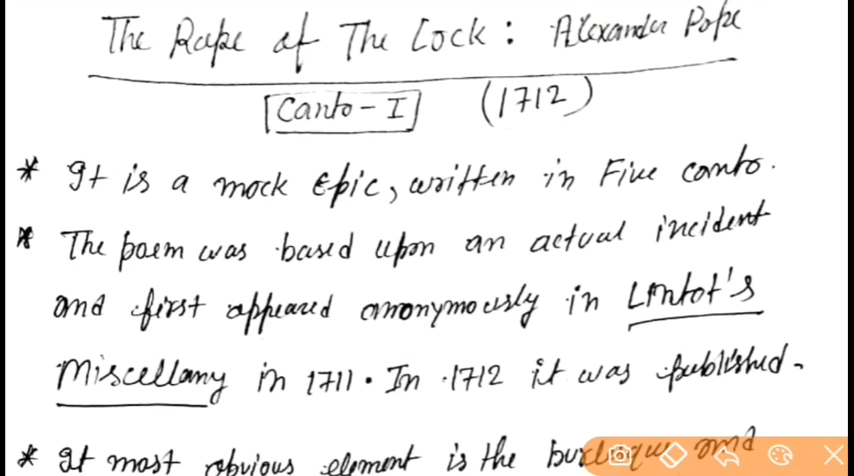 The Rape of The Lock : Alexander Pope
Canto - I (1712)
* It is a mock Epic, written in Five canto.
* The poem was based upon an actual incident
and first appeared anonymously in Lintot's
Miscellany in 1711. In 1712 it was published.
* It most obvious element is the burlesque and